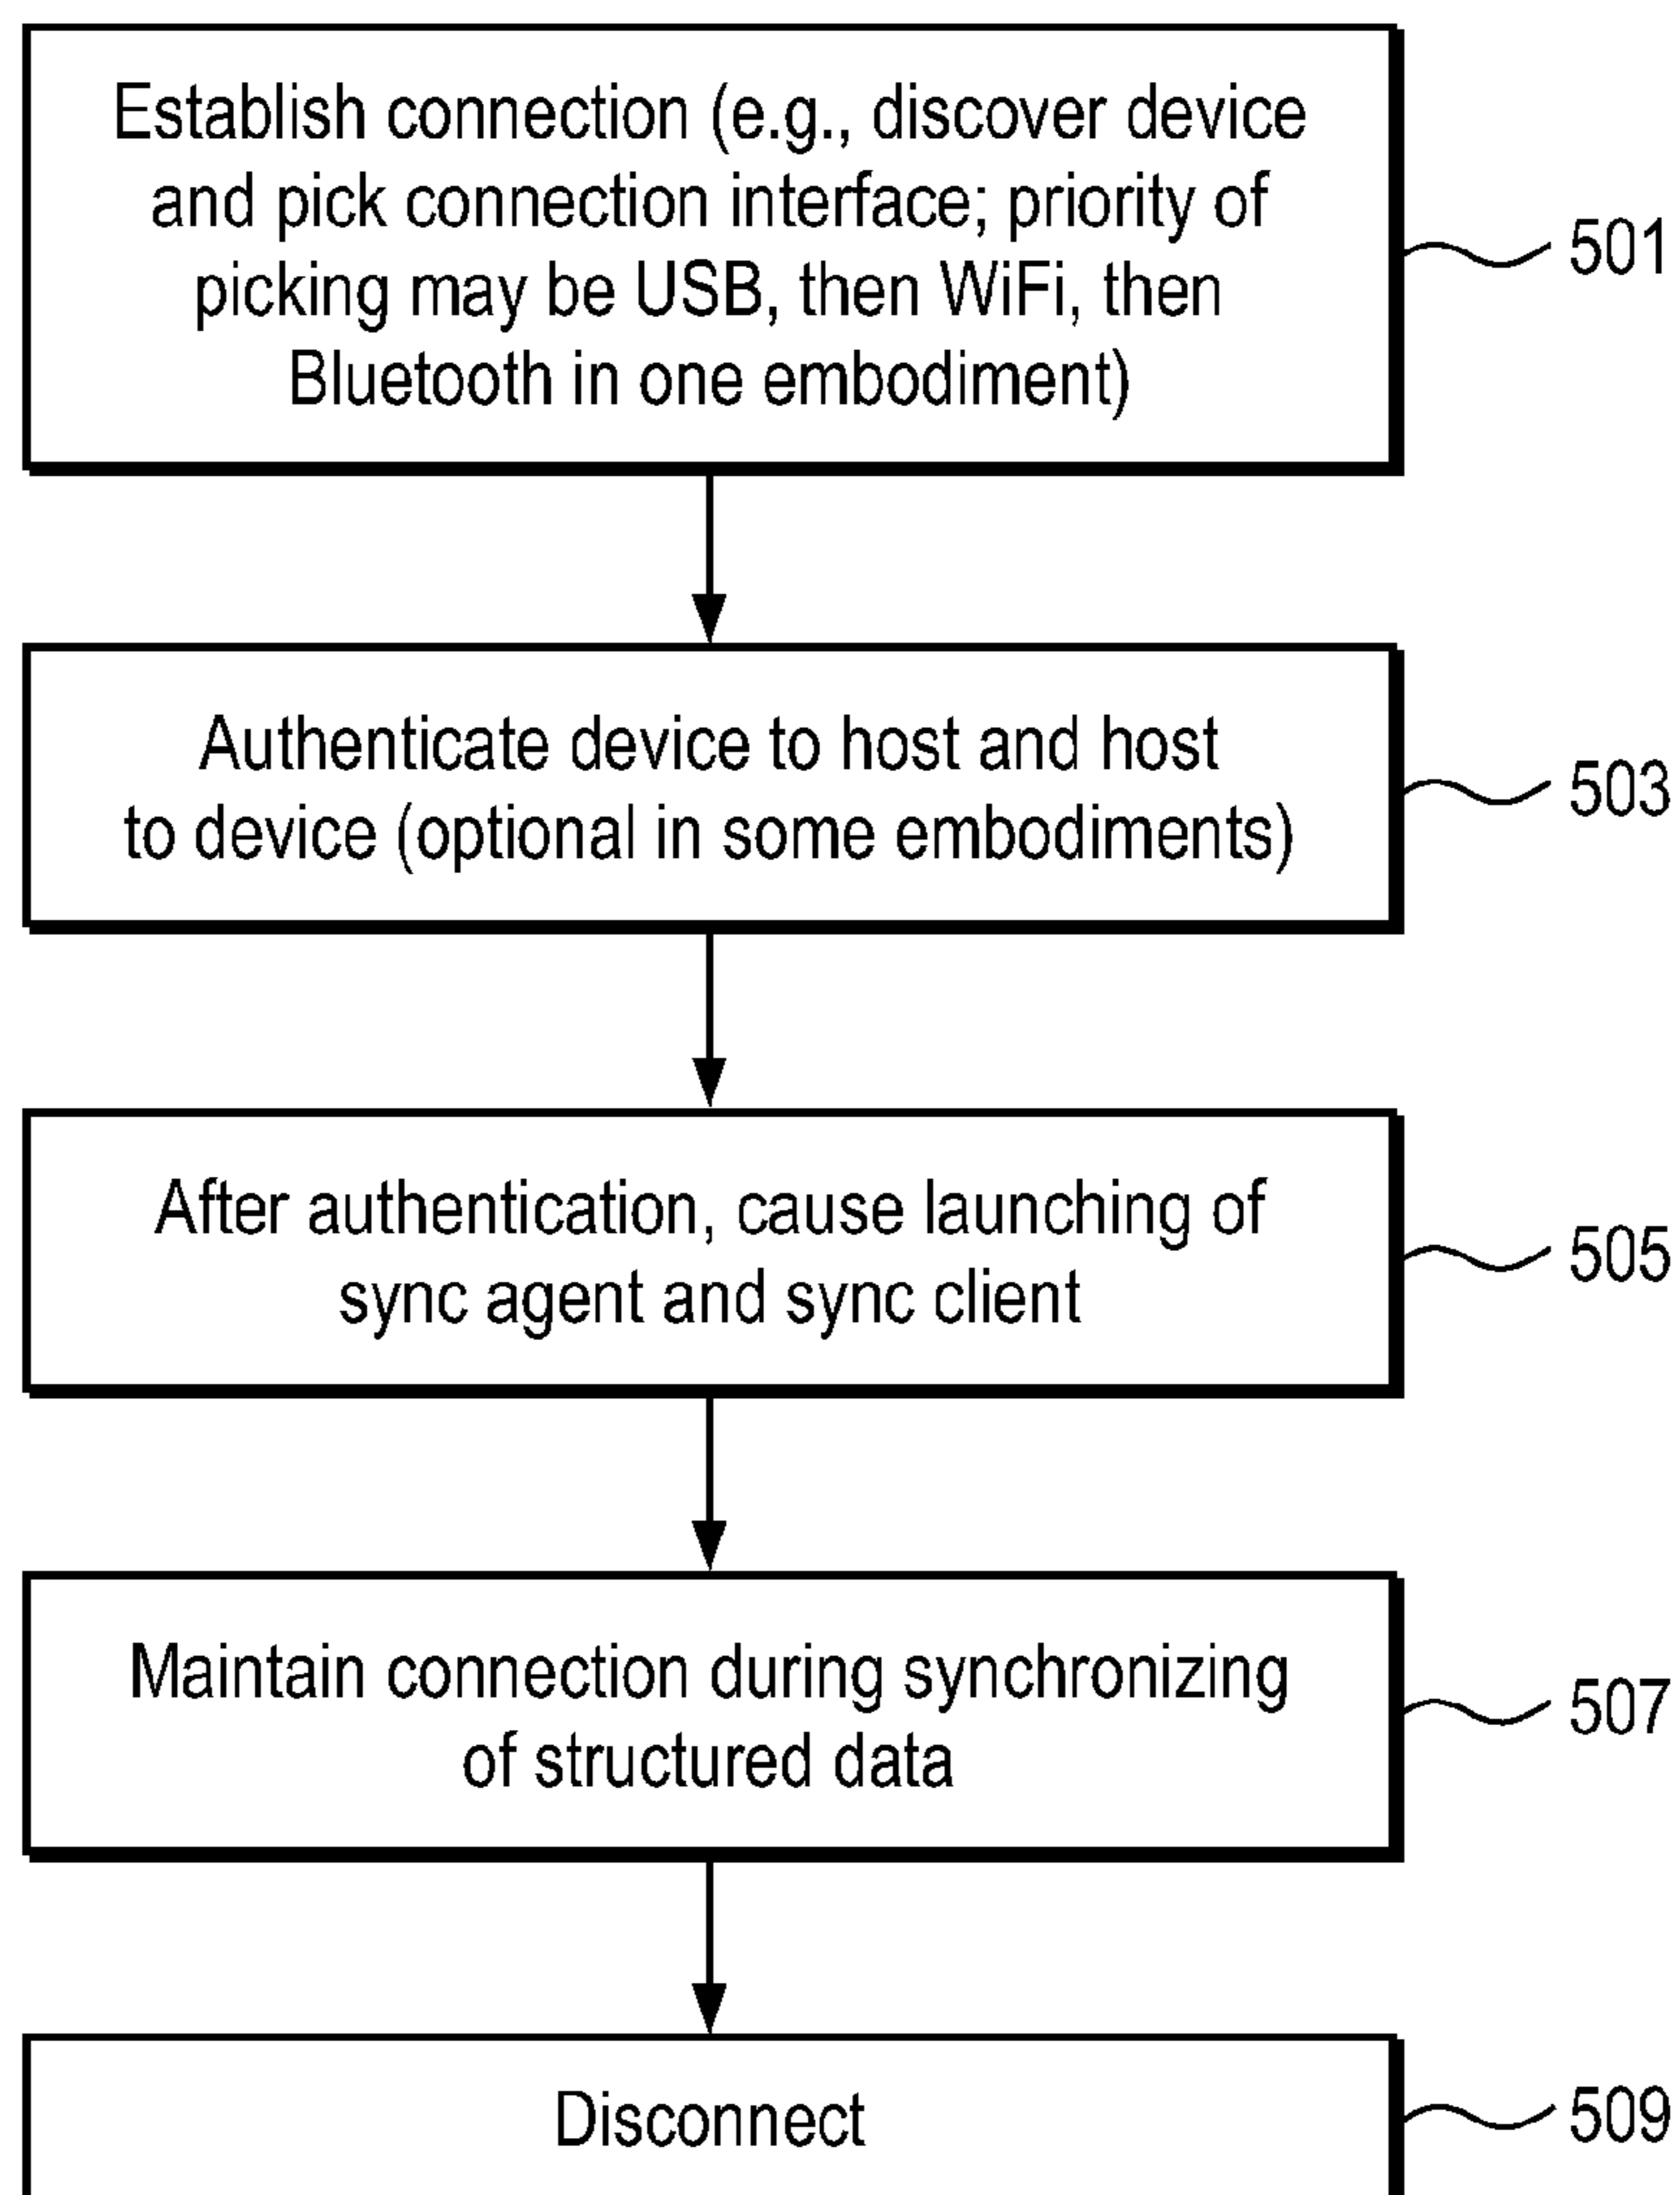 Establish connection (e.g., discover device
and pick connection interface; priority of
picking may be USB, then WiFi, then
Bluetooth in one embodiment)
501
Authenticate device to host and host
to device (optional in some embodiments)
503
After authentication, cause launching of
sync agent and sync client
505
Maintain connection during synchronizing
of structured data
507
Disconnect
509